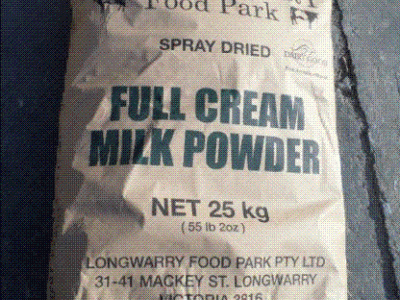 Food Park
SPRAY DRIED
FULL CREAM
MILK POWDER
NET 25 kg
( 55 lb 2oz )
LONGWARRY FOOD PARK PTY LTD
31-41 MACKEY ST. LONGWARRY
VICTORIA 3816